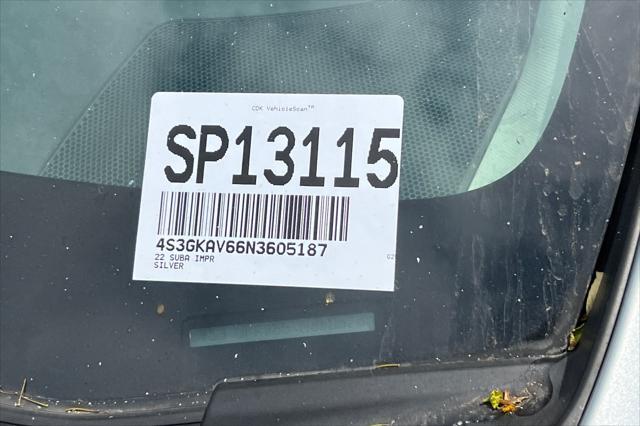 CDK VehicleScan™
SP13115
4S3GKAV66N3605187
22 SUBA IMPR
SILVER